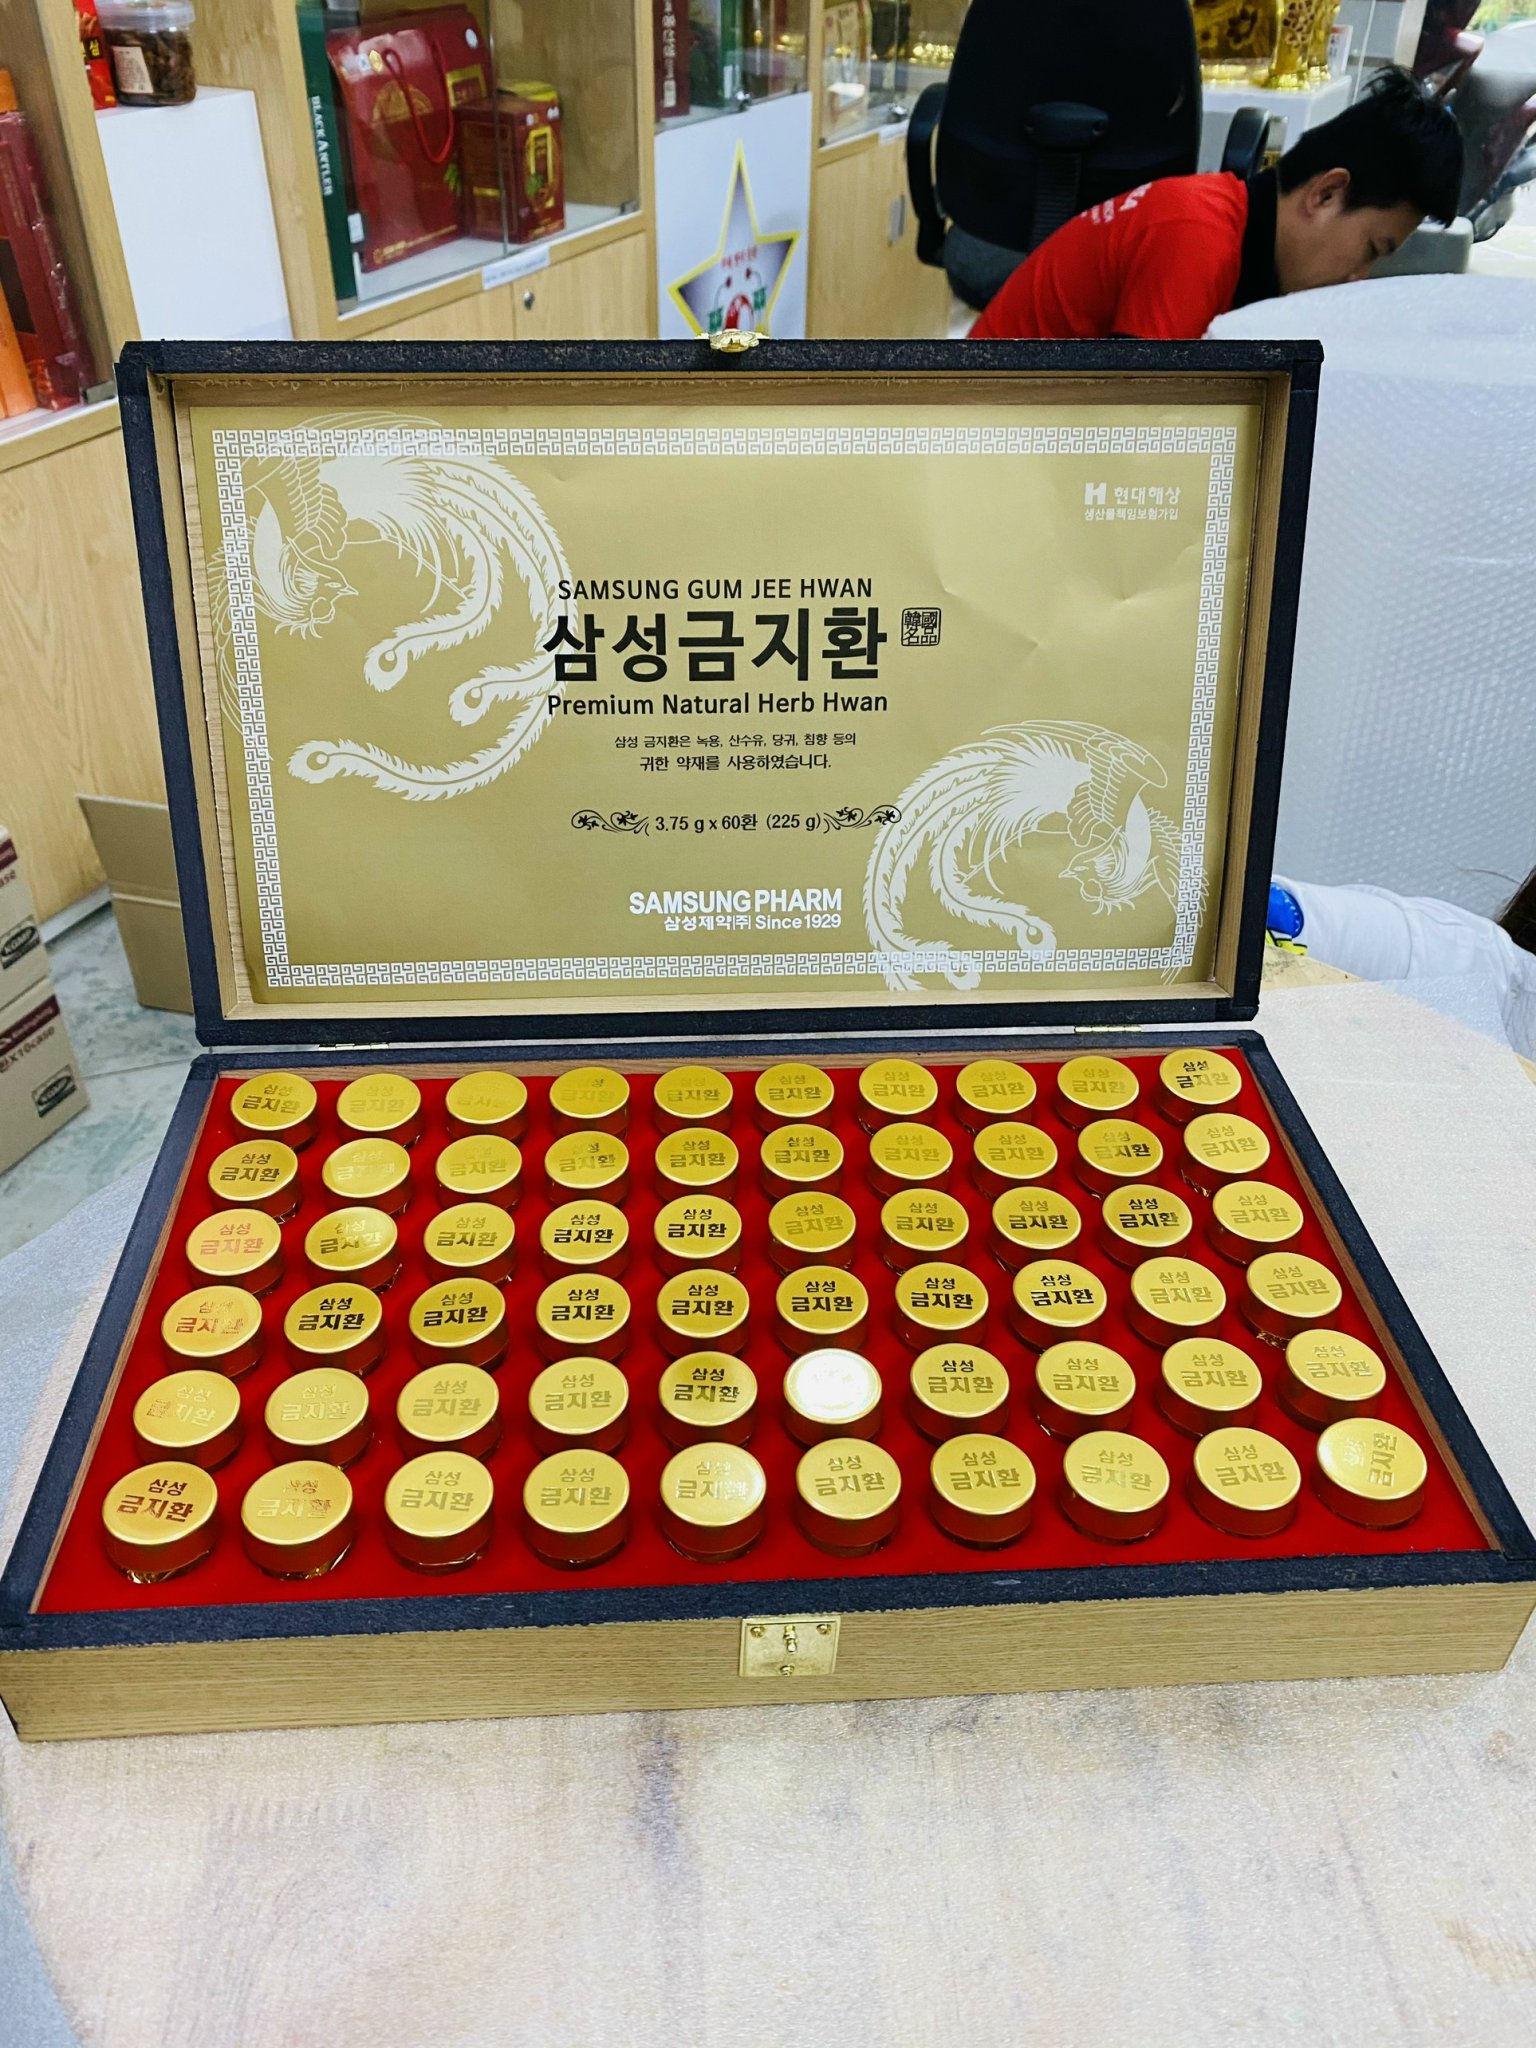 BLACK ANTLER
H 현대해상
생산물책임보험가입
SAMSUNG GUM JEE HWAN
삼성금지환
韓國名品
Premium Natural Herb Hwan
삼성 금지환은 녹용, 산수유, 당귀, 침향 등의
귀한 약재를 사용하였습니다.
3.75 g x 60환 (225 g)
SAMSUNG PHARM
삼성제약(주) Since 1929
삼성
금지환